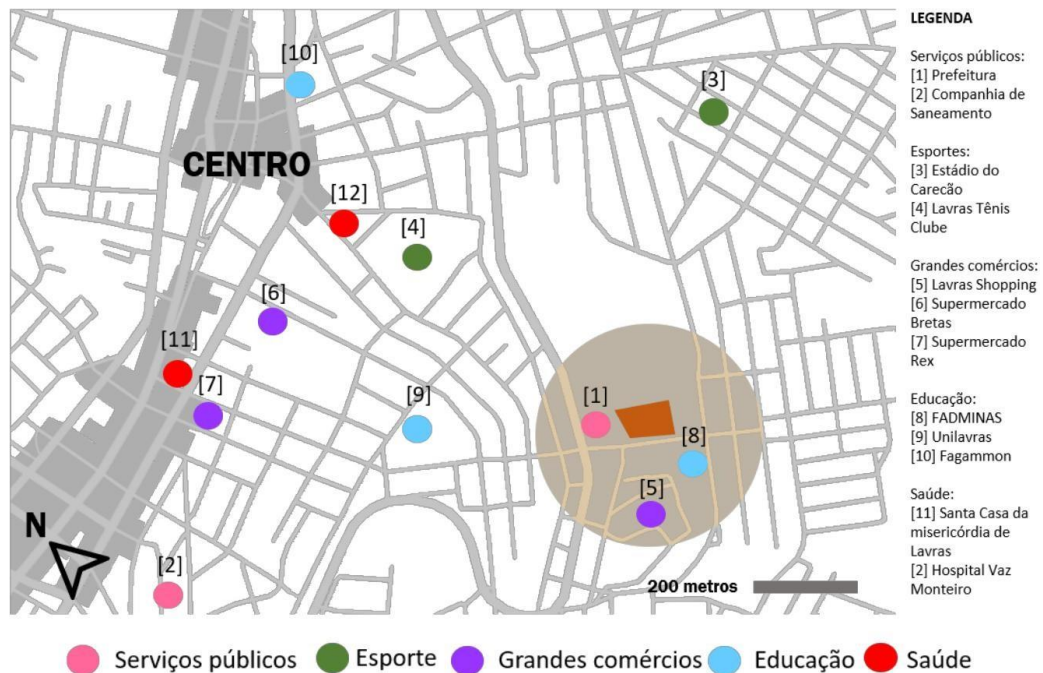 [10]
[3]
CENTRO
[12]
[4]
[6]
[11]
[7]
[9]
[1]
[8]
[5]
N
[2]
200 metros
LEGENDA
Serviços públicos:
[1] Prefeitura
[2] Companhia de
Saneamento
Esportes:
[3] Estádio do
Carecão
[4] Lavras Tênis
Clube
Grandes comércios:
[5] Lavras Shopping
[6] Supermercado
Bretas
[7] Supermercado
Rex
Educação:
[8] FADMINAS
[9] Unilavras
[10] Fagammon
Saúde:
[11] Santa Casa da
misericórdia de
Lavras
[2] Hospital Vaz
Monteiro
Serviços públicos
Esporte
Grandes comércios
Educação
Saúde